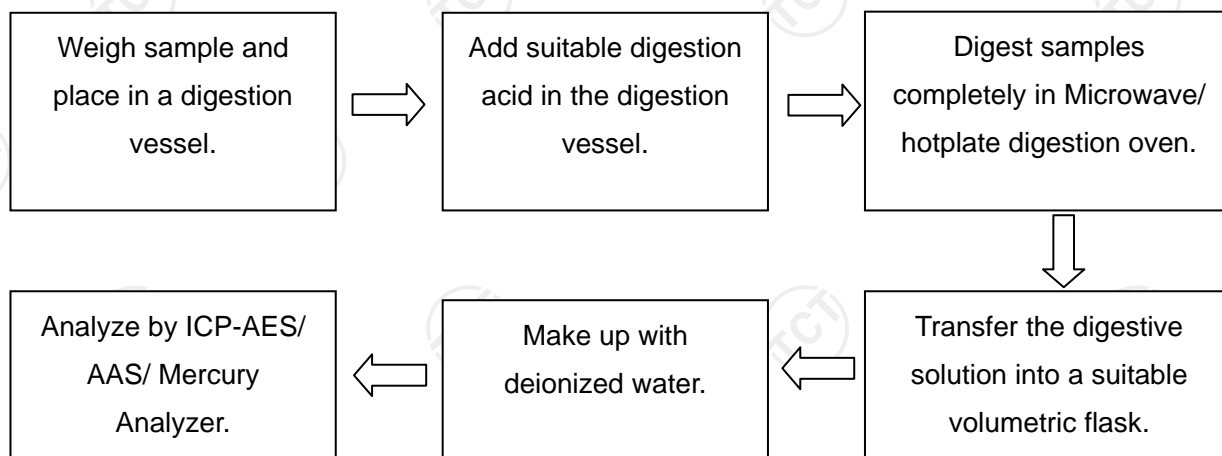 Weigh sample and
place in a digestion
vessel.
Add suitable digestion
acid in the digestion
vessel.
Digest samples
completely in Microwave/
hotplate digestion oven.
Transfer the digestive
solution into a suitable
volumetric flask.
Make up with
deionized water.
Analyze by ICP-AES/
AAS/ Mercury
Analyzer.
TCT